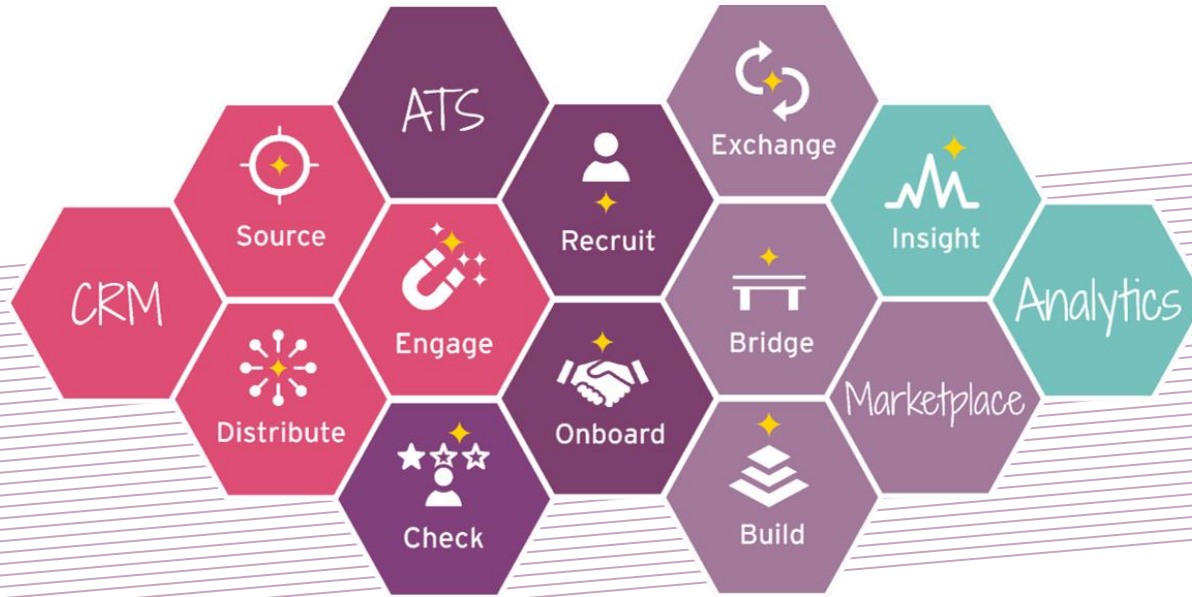 ATS
Exchange
Source
Recruit
Insight
CRM
Engage
Bridge
Analytics
Distribute
Onboard
Marketplace
Check
Build